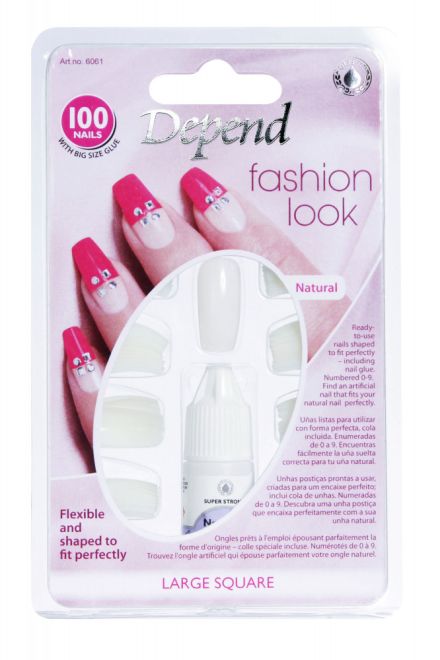 Art.no: 6061
100
NAILS
WITH BIG SIZE GLUE
Depend
fashion
look
Natural
Ready-
to-use
nails shaped
to fit perfectly
– including
nail glue.
Numbered 0-9.
Find an artificial
nail that fits your
natural nail perfectly.
Uñas listas para utilizar
con forma perfecta, cola
incluida. Enumeradas
de 0 a 9. Encuentras
fácilmente la uña suelta
correcta para tu uña natural.
Unhas postiças prontas a usar,
criadas para um encaixe perfeito;
inclui cola de unhas. Numeradas
de 0 a 9. Descubra uma unha postiça
que encaixa perfeitamente com a sua
unha natural.
SUPER STRON
Flexible
and
shaped to
fit perfectly
Ongles prêts à l'emploi épousant parfaitement la
forme d'origine – colle spéciale incluse. Numérotés de 0 à 9.
Trouvez l'ongle artificiel qui épouse parfaitement votre ongle naturel.
LARGE SQUARE